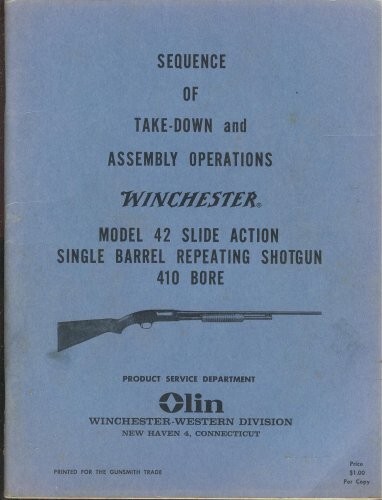 SEQUENCE
OF
TAKE-DOWN and
ASSEMBLY OPERATIONS
WINCHESTER®
MODEL 42 SLIDE ACTION
SINGLE BARREL REPEATING SHOTGUN
410 BORE
PRODUCT SERVICE DEPARTMENT
Olin
WINCHESTER-WESTERN DIVISION
NEW HAVEN 4, CONNECTICUT
PRINTED FOR THE GUNSMITH TRADE
Price
$1.00
Per Copy